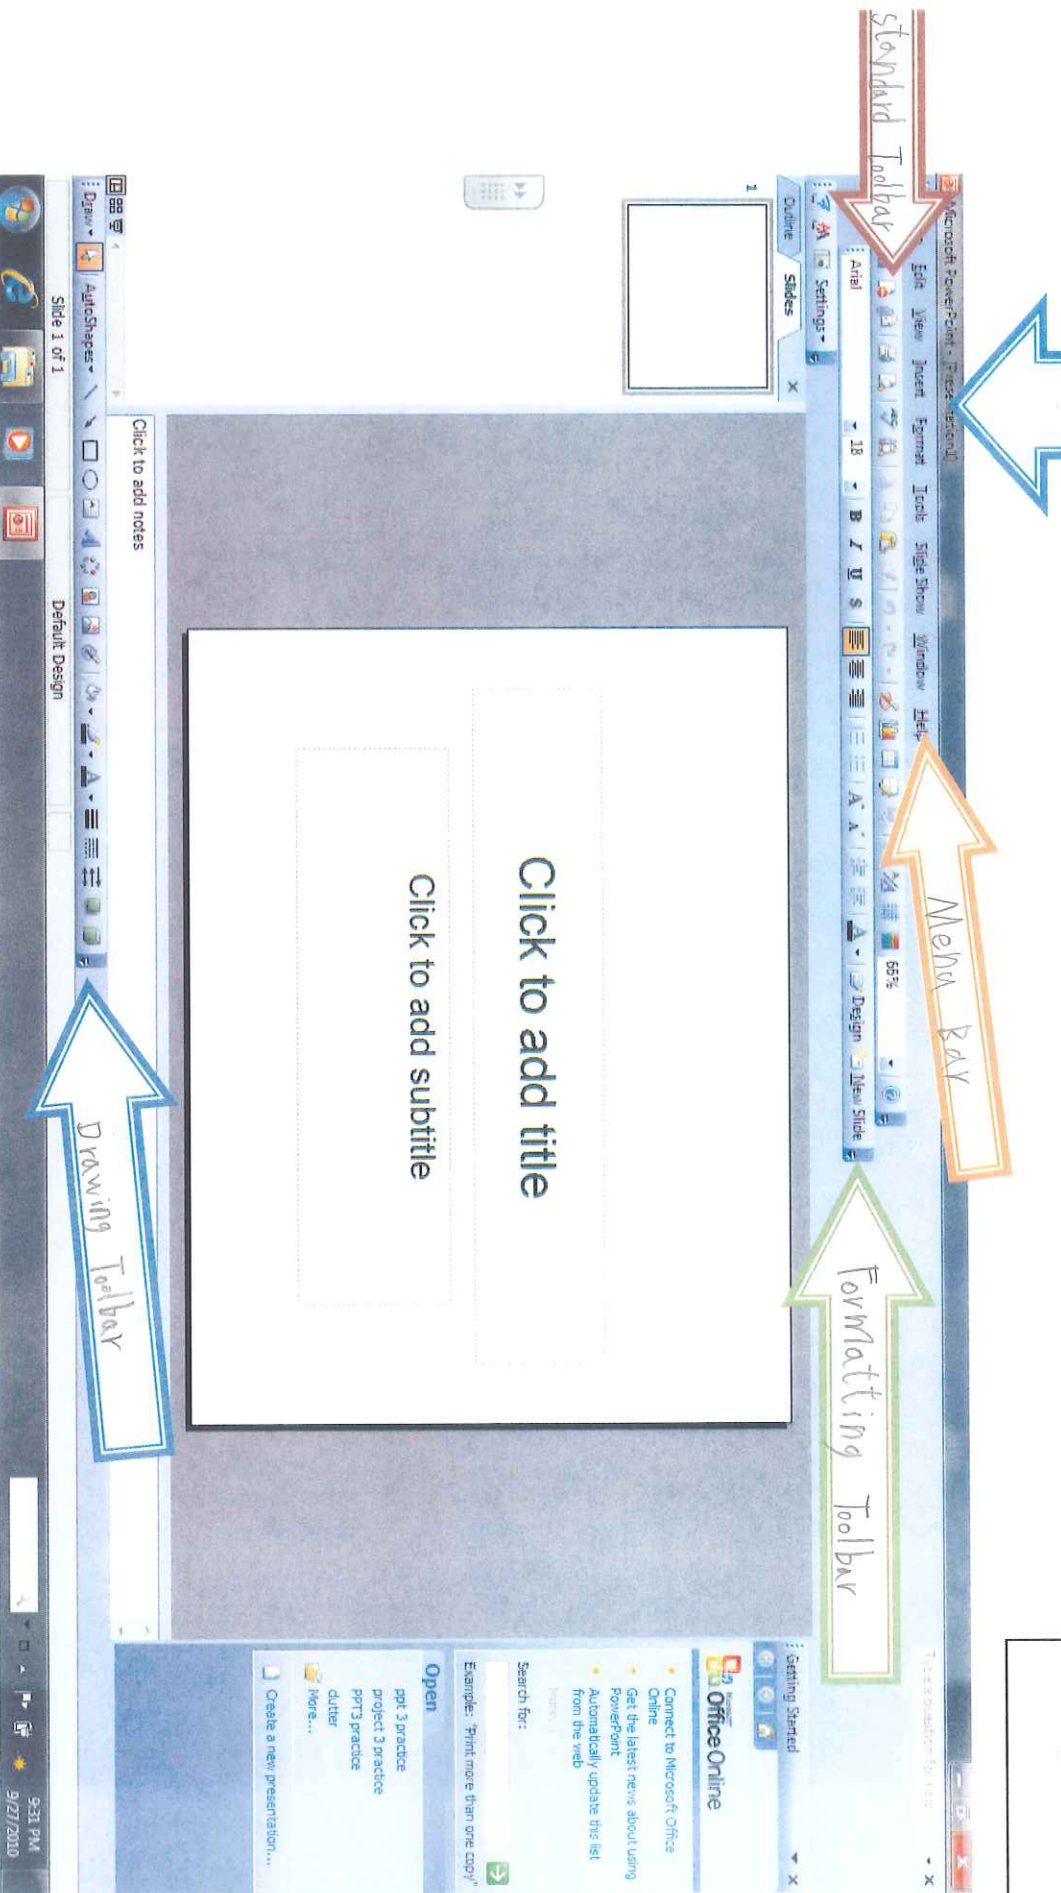 Microsoft PowerPoint - [Presentation1]
Edit View Insert Format Tools Slide Show Window Help
standard Toolbar
Menu Bar
66%
Arial 18 B I U S A A A Design New Slide
Formatting Toolbar
Settings
Outline Slides
1
Click to add title
Click to add subtitle
Getting Started
Microsoft
Office Online
Connect to Microsoft Office
Online
Get the latest news about using
PowerPoint
Automatically update this list
from the web
Search for:
Example: "Print more than one copy"
Open
ppt 3 practice
project 3 practice
PPT3 practice
clutter
More...
Create a new presentation...
Click to add notes
Draw AutoShapes A A
Drawing Toolbar
Slide 1 of 1 Default Design
9:31 PM
9/27/2010